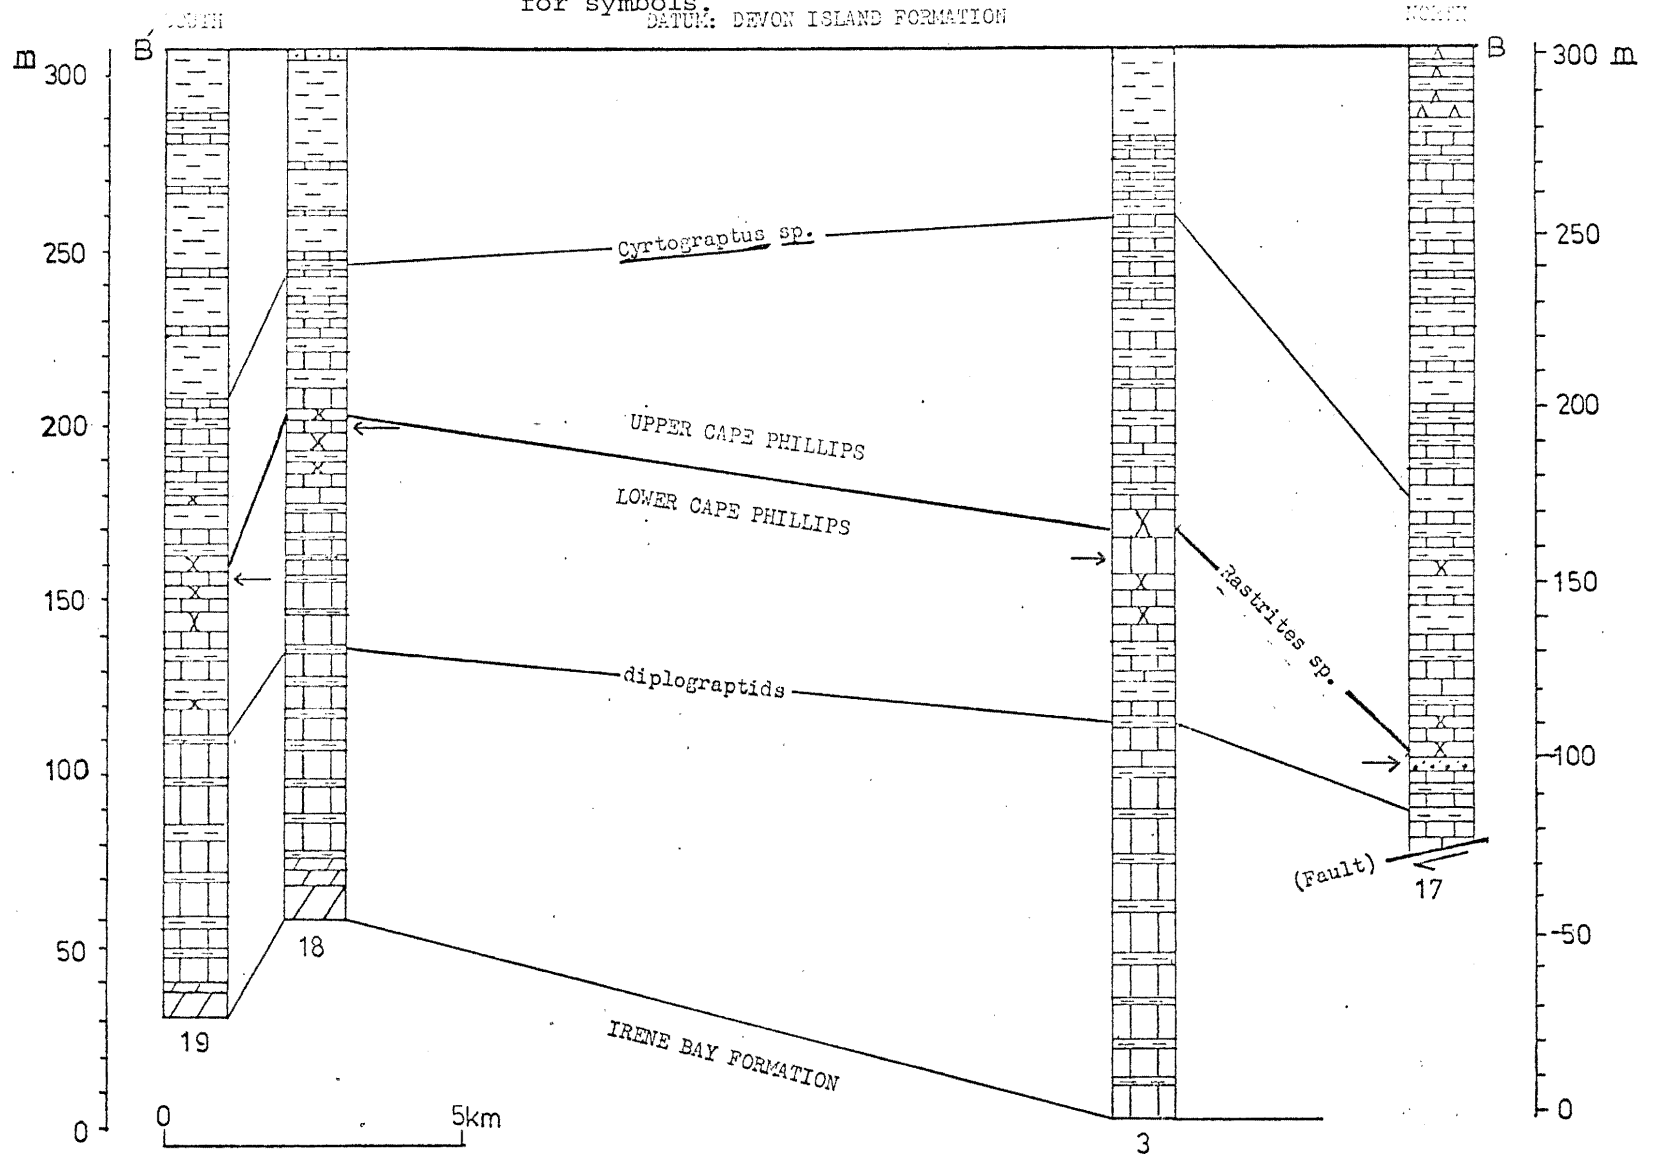 for symbols.
SOUTH
DATUM: DEVON ISLAND FORMATION
NORTH
m
B′
B
m
300
250
200
150
100
50
0
300
250
200
150
100
50
0
Cyrtograptus sp.
UPPER CAPE PHILLIPS
LOWER CAPE PHILLIPS
Rastrites sp.
diplograptids
(Fault)
17
18
19
IRENE BAY FORMATION
3
0 5km